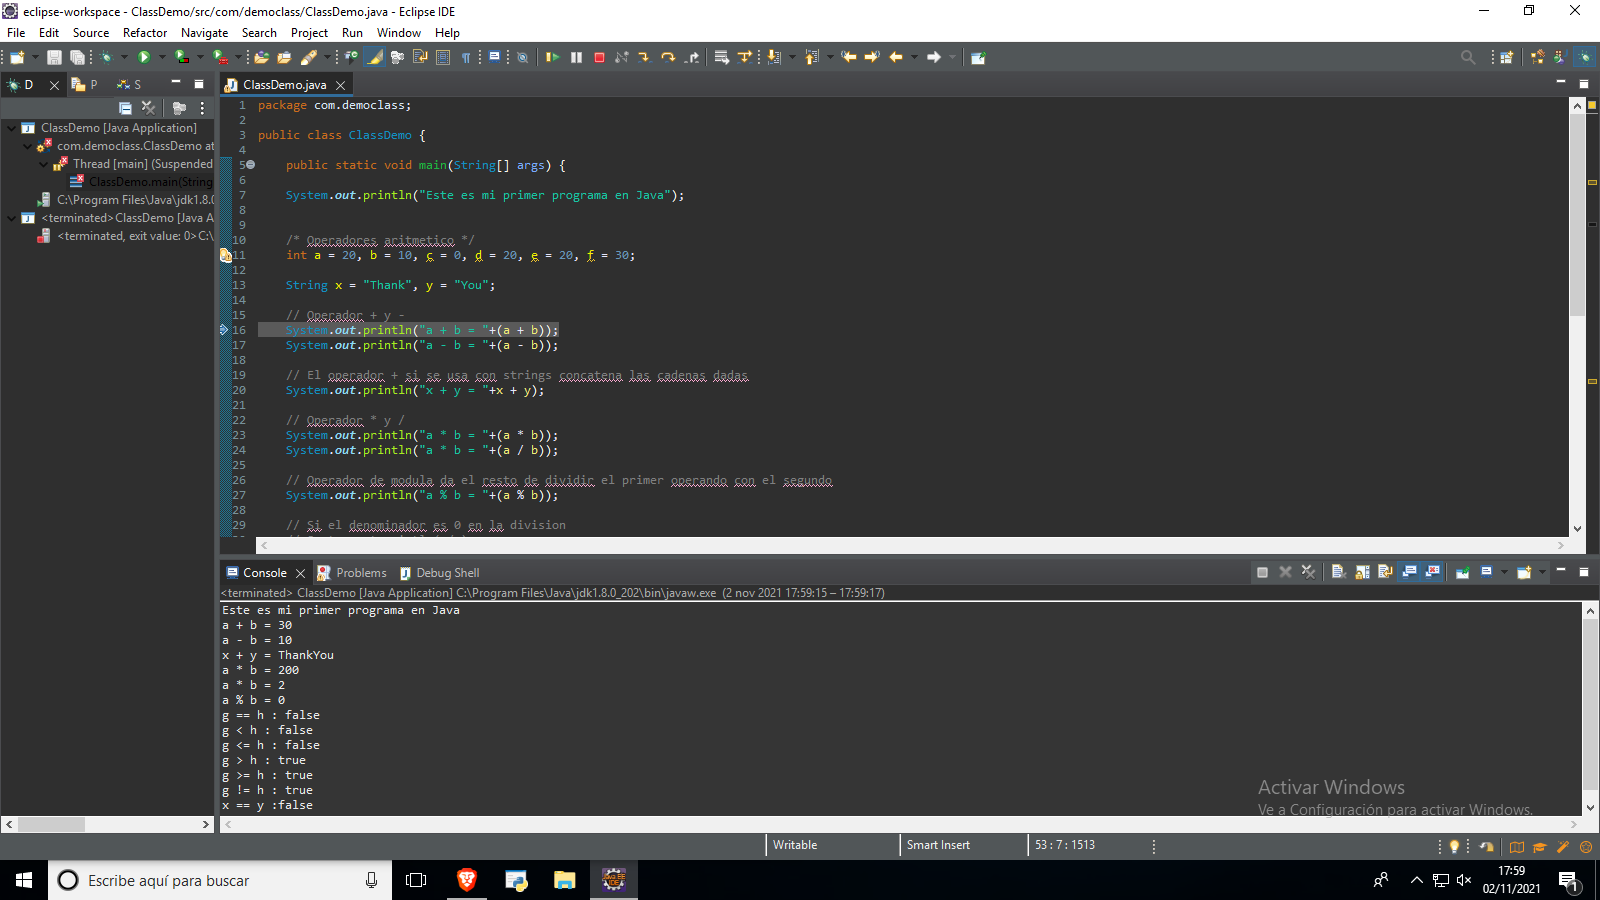 eclipse-workspace - ClassDemo/src/com/democlass/ClassDemo.java - Eclipse IDE
File Edit Source Refactor Navigate Search Project Run Window Help
D P S
ClassDemo.java
ClassDemo [Java Application]
com.democlass.ClassDemo at
Thread [main] (Suspended
ClassDemo.main(String
C:\Program Files\Java\jdk1.8.0
<terminated>ClassDemo [Java A
<terminated, exit value: 0>C:\
1 package com.democlass;
2
3 public class ClassDemo {
4
5 public static void main(String[] args) {
6
7 System.out.println("Este es mi primer programa en Java");
8
9
10 /* Operadores aritmetico */
11 int a = 20, b = 10, c = 0, d = 20, e = 20, f = 30;
12
13 String x = "Thank", y = "You";
14
15 // Operador + y -
16 System.out.println("a + b = "+(a + b));
17 System.out.println("a - b = "+(a - b));
18
19 // El operador + si se usa con strings concatena las cadenas dadas
20 System.out.println("x + y = "+x + y);
21
22 // Operador * y /
23 System.out.println("a * b = "+(a * b));
24 System.out.println("a * b = "+(a / b));
25
26 // Operador de modula da el resto de dividir el primer operando con el segundo
27 System.out.println("a % b = "+(a % b));
28
29 // Si el denominador es 0 en la division
Console Problems Debug Shell
<terminated> ClassDemo [Java Application] C:\Program Files\Java\jdk1.8.0_202\bin\javaw.exe (2 nov 2021 17:59:15 – 17:59:17)
Este es mi primer programa en Java
a + b = 30
a - b = 10
x + y = ThankYou
a * b = 200
a * b = 2
a % b = 0
g == h : false
g < h : false
g <= h : false
g > h : true
g >= h : true
g != h : true
x == y :false
Activar Windows
Ve a Configuración para activar Windows.
Writable Smart Insert 53 : 7 : 1513
Escribe aquí para buscar
17:59
02/11/2021
1